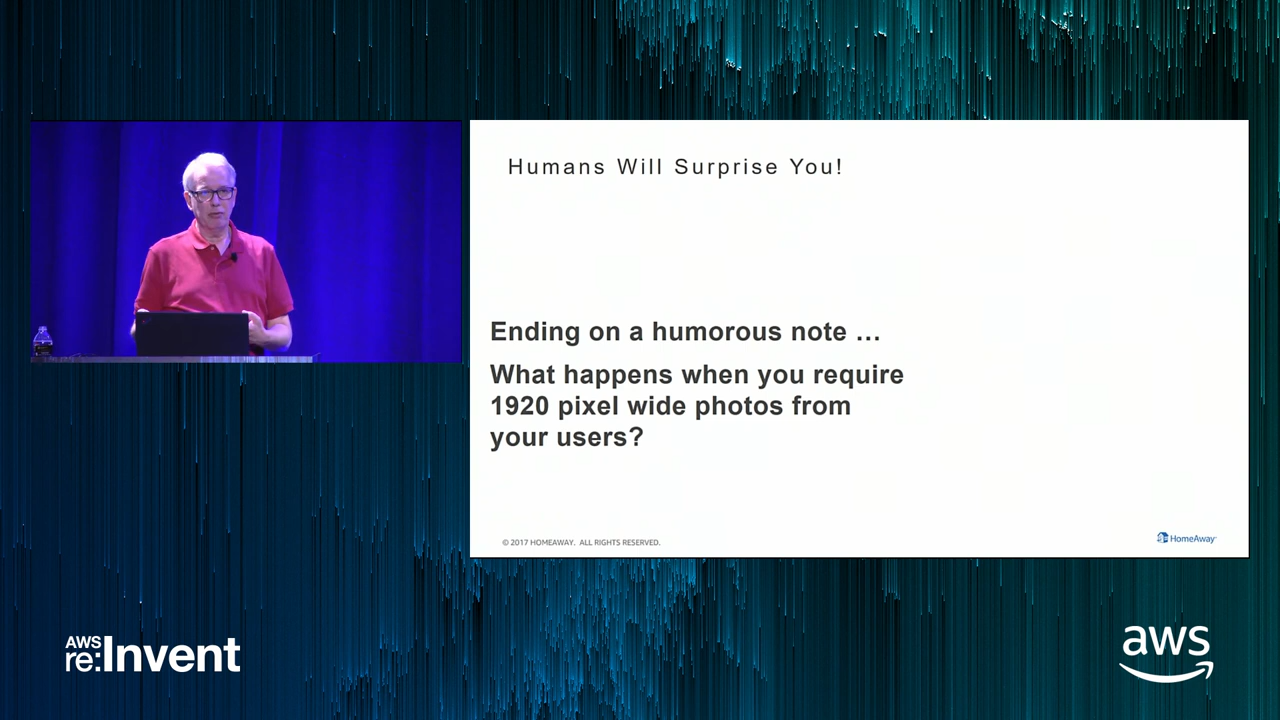 Humans Will Surprise You!
Ending on a humorous note …
What happens when you require
1920 pixel wide photos from
your users?
© 2017 HOMEAWAY. ALL RIGHTS RESERVED.
HomeAway
AWS
re:Invent
aws